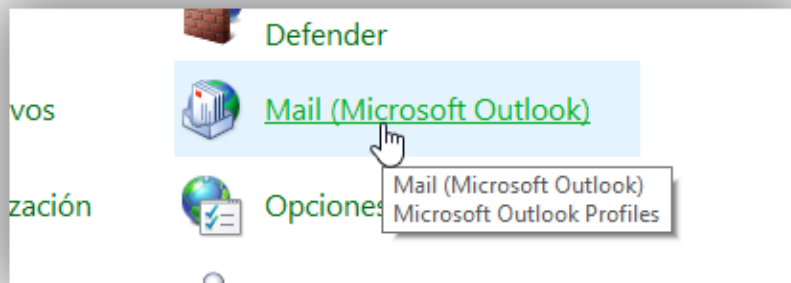 Defender
vos
Mail (Microsoft Outlook)
Mail (Microsoft Outlook)
Microsoft Outlook Profiles
zación
Opciones